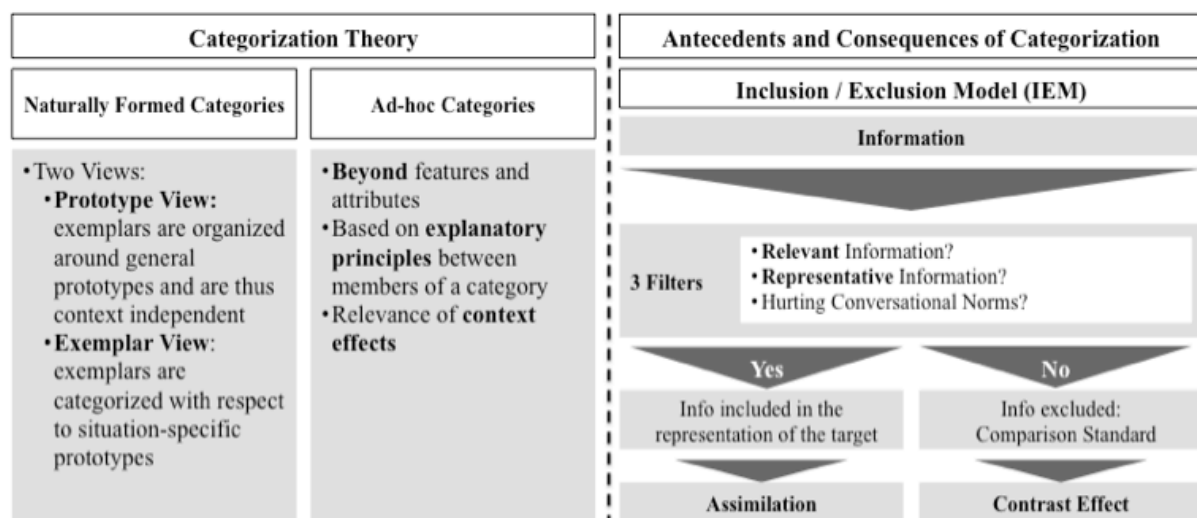 Categorization Theory
Naturally Formed Categories
Ad-hoc Categories
• Two Views:
• Prototype View:
exemplars are organized
around general
prototypes and are thus
context independent
• Exemplar View:
exemplars are
categorized with respect
to situation-specific
prototypes
• Beyond features and
attributes
• Based on explanatory
principles between
members of a category
• Relevance of context
effects
Antecedents and Consequences of Categorization
Inclusion / Exclusion Model (IEM)
Information
3 Filters
• Relevant Information?
• Representative Information?
• Hurting Conversational Norms?
Yes
No
Info included in the
representation of the target
Info excluded:
Comparison Standard
Assimilation
Contrast Effect